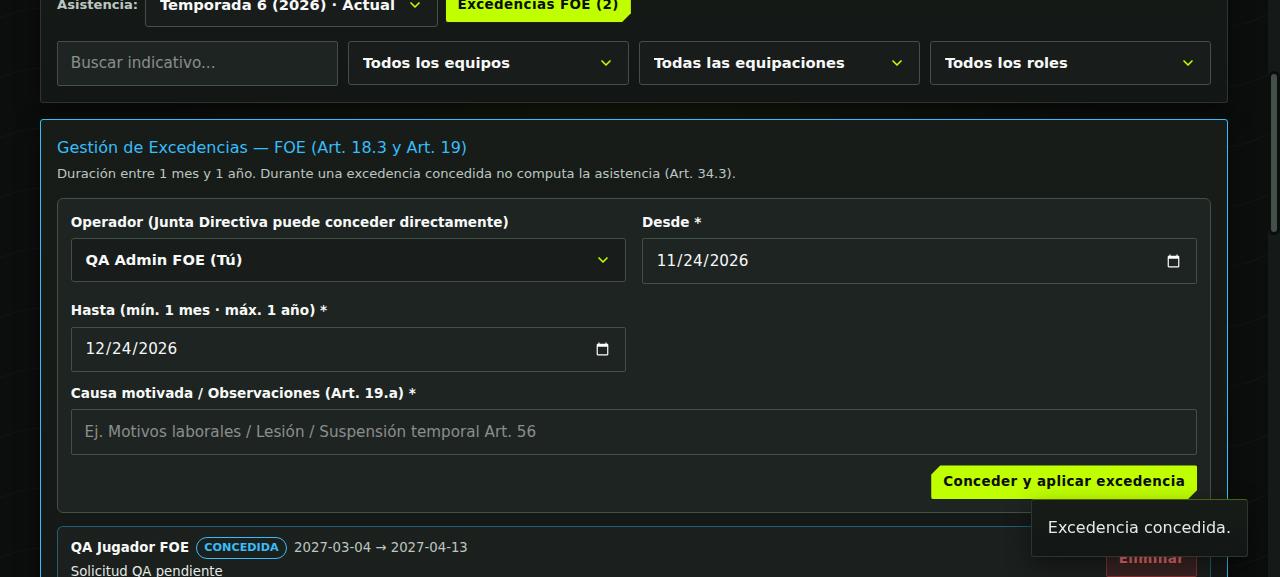 Asistencia: Temporada 6 (2026) · Actual Excedencias FOE (2)
Buscar indicativo... Todos los equipos Todas las equipaciones Todos los roles
Gestión de Excedencias — FOE (Art. 18.3 y Art. 19)
Duración entre 1 mes y 1 año. Durante una excedencia concedida no computa la asistencia (Art. 34.3).
Operador (Junta Directiva puede conceder directamente) Desde *
QA Admin FOE (Tú) 11/24/2026
Hasta (mín. 1 mes · máx. 1 año) *
12/24/2026
Causa motivada / Observaciones (Art. 19.a) *
Ej. Motivos laborales / Lesión / Suspensión temporal Art. 56
Conceder y aplicar excedencia
Excedencia concedida.
QA Jugador FOE CONCEDIDA 2027-03-04 → 2027-04-13
Eliminar
Solicitud QA pendiente